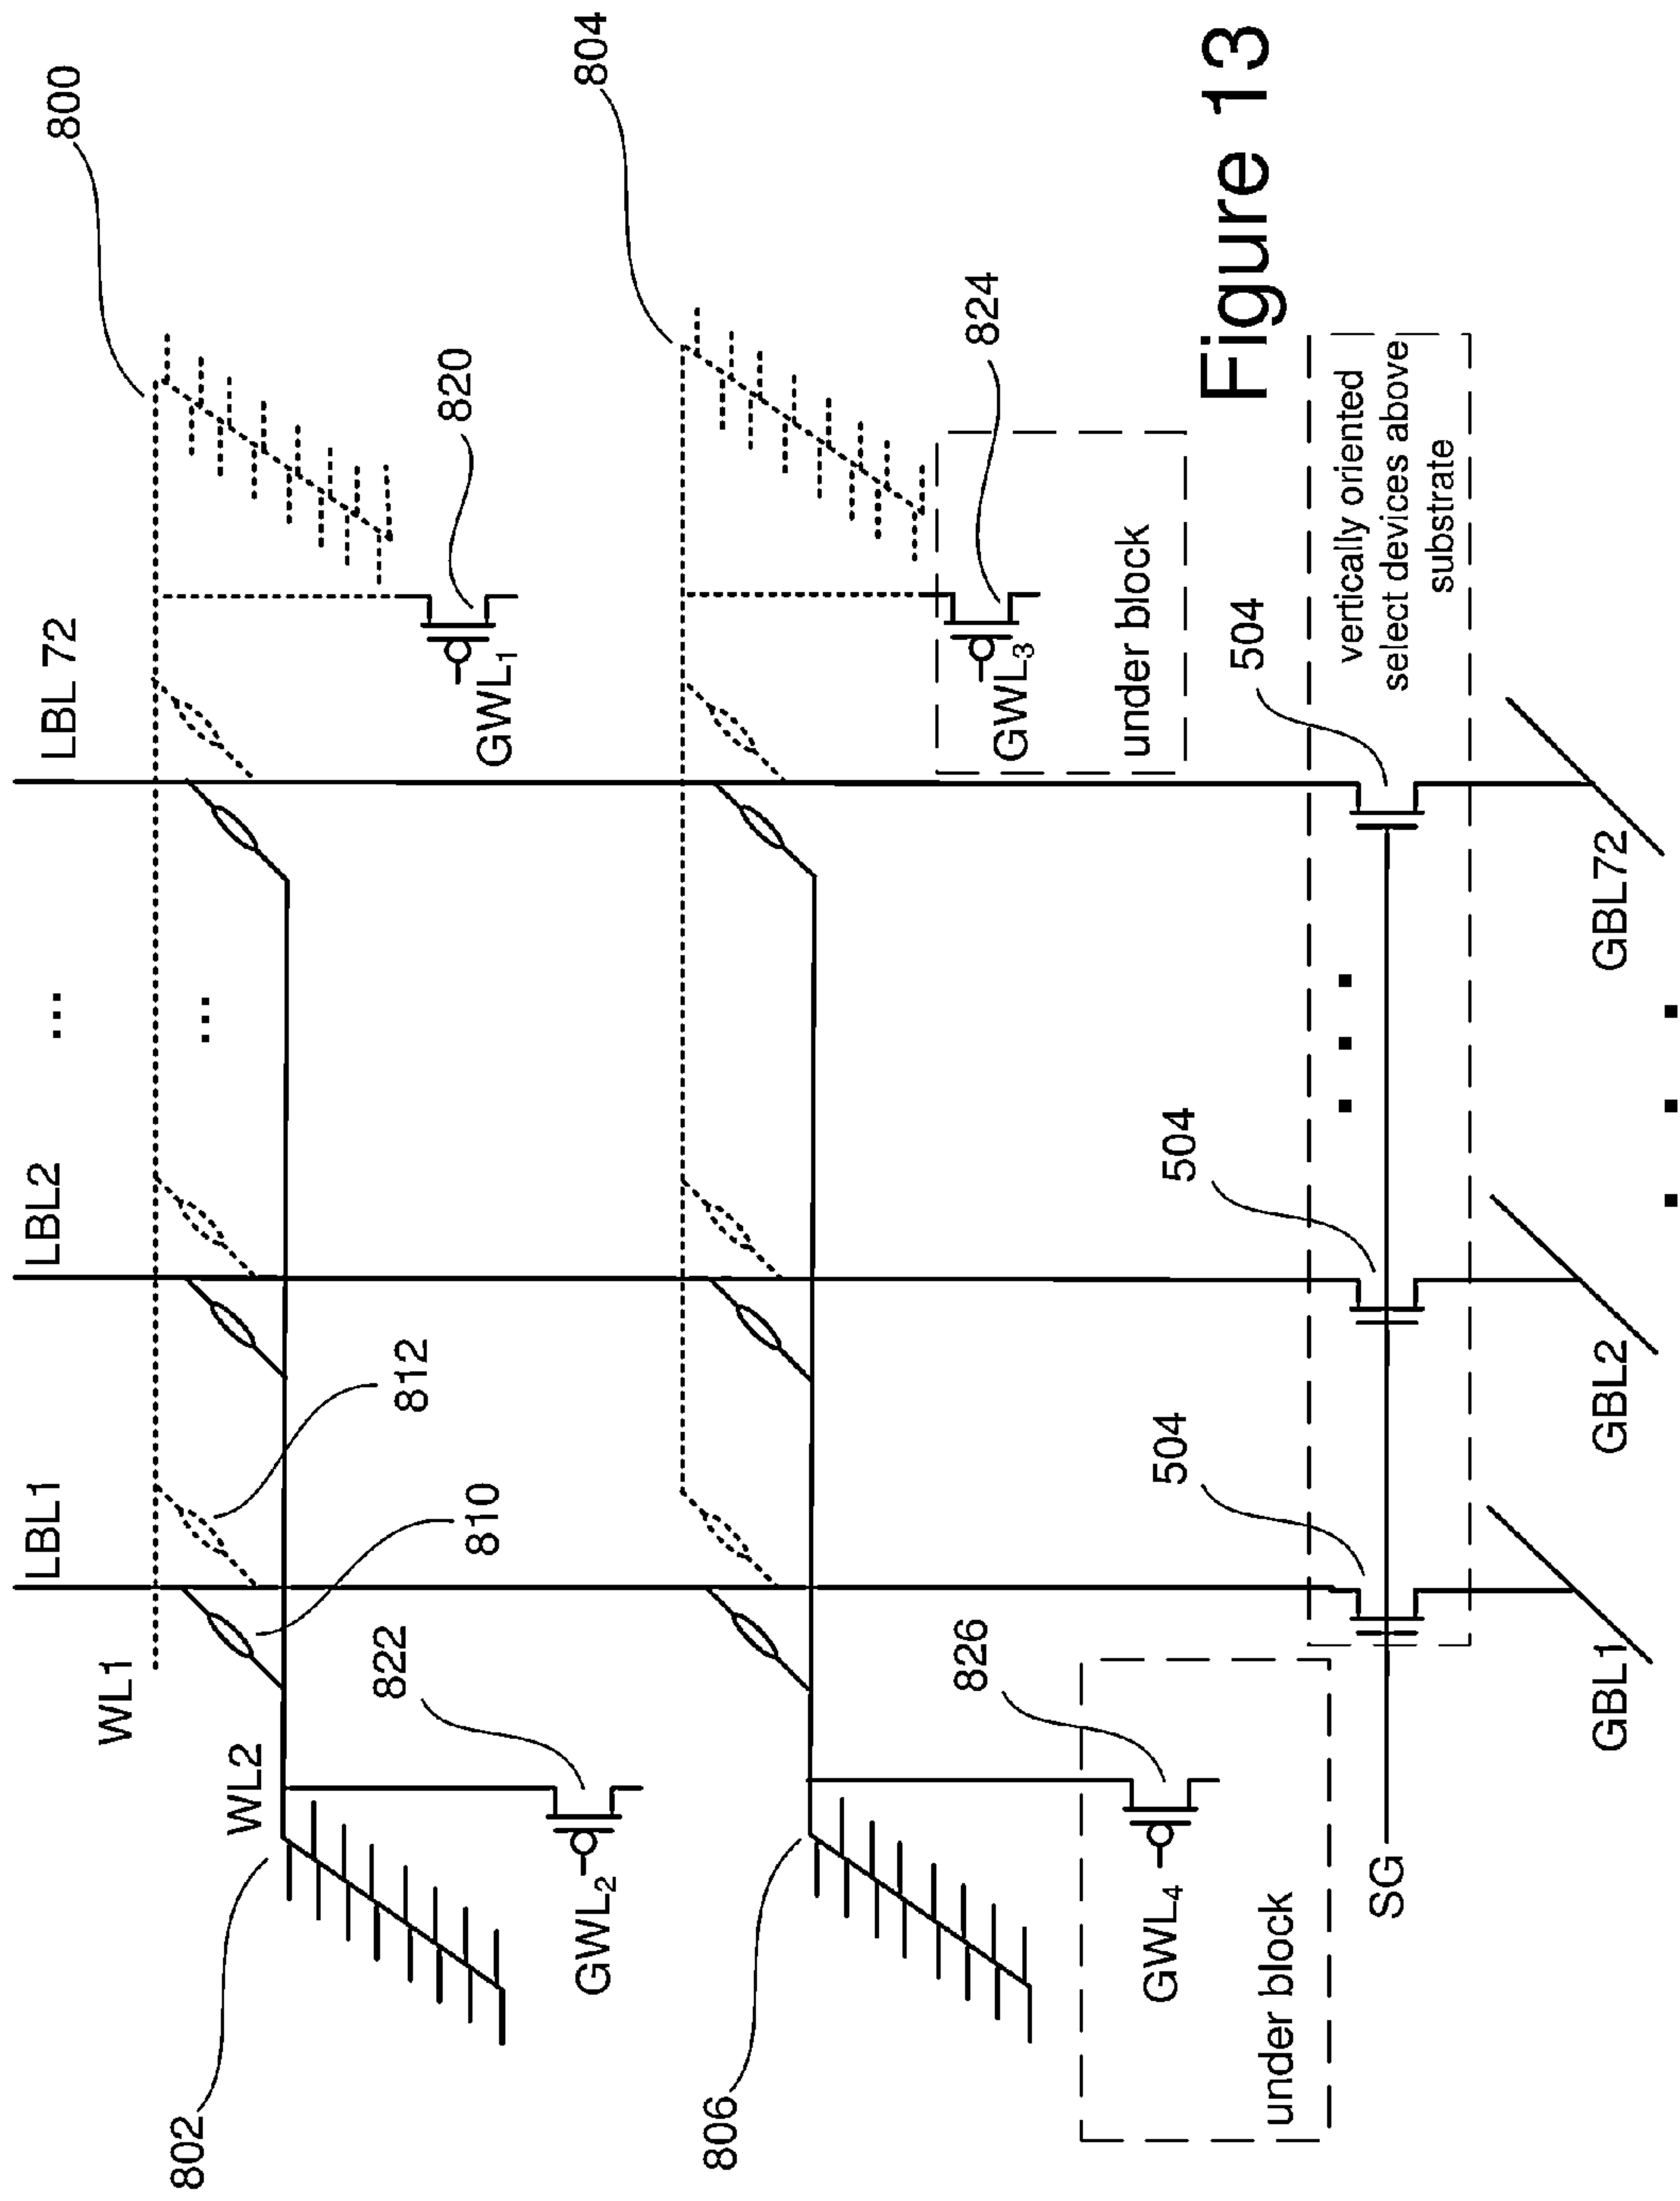 LBL1
LBL2
...
LBL 72
800
WL1
...
812
WL2
810
802
822
820
GWL2
GWL1
804
806
826
824
GWL3
under block
GWL4
under block
504
504
504
vertically oriented
select devices above
substrate
. . .
SG
GBL1
GBL2
GBL72
. . .
Figure 13